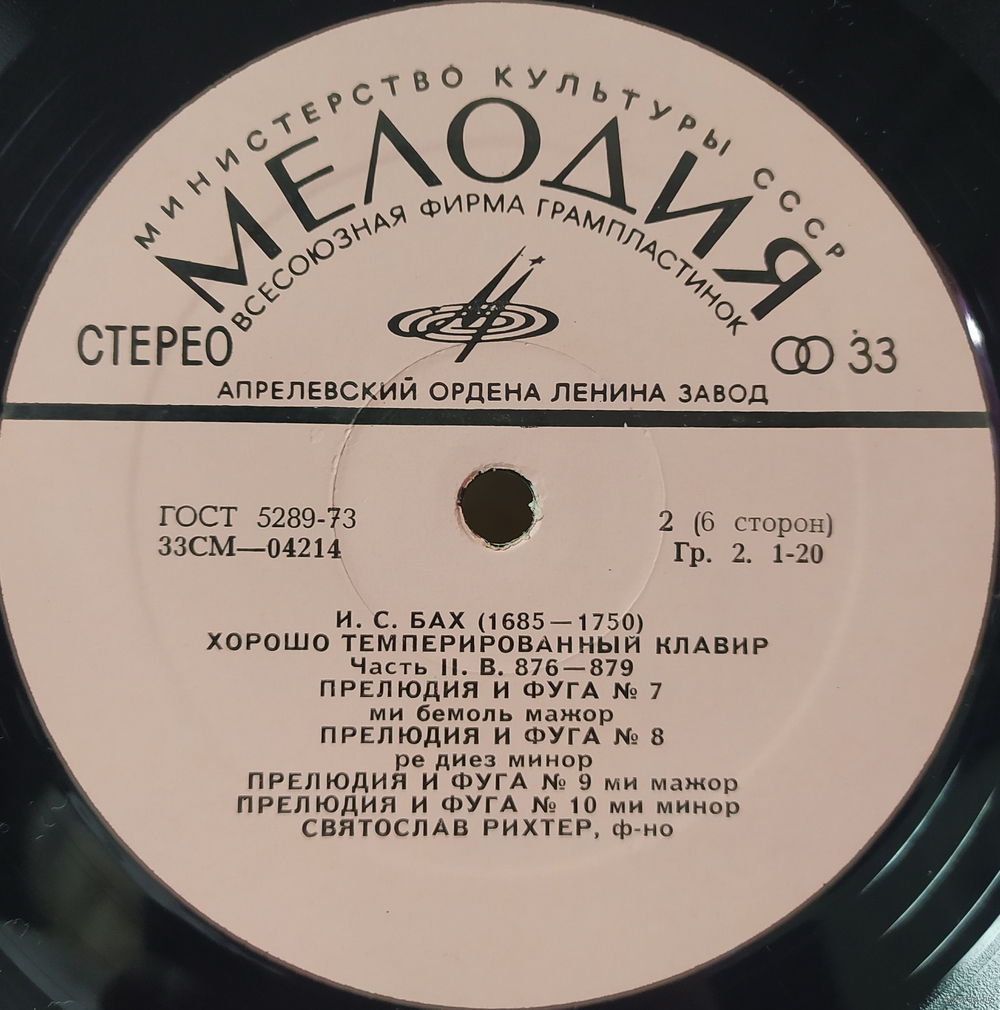 МИНИСТЕРСТВО КУЛЬТУРЫ СССР
МЕЛОДИЯ
ВСЕСОЮЗНАЯ ФИРМА ГРАМПЛАСТИНОК
СТЕРЕО
33
АПРЕЛЕВСКИЙ ОРДЕНА ЛЕНИНА ЗАВОД
ГОСТ 5289-73
33СМ—04214
2 (6 сторон)
Гр. 2. 1-20
И. С. БАХ (1685—1750)
ХОРОШО ТЕМПЕРИРОВАННЫЙ КЛАВИР
Часть II. В. 876—879
ПРЕЛЮДИЯ И ФУГА № 7
ми бемоль мажор
ПРЕЛЮДИЯ И ФУГА № 8
ре диез минор
ПРЕЛЮДИЯ И ФУГА № 9 ми мажор
ПРЕЛЮДИЯ И ФУГА № 10 ми минор
СВЯТОСЛАВ РИХТЕР, ф-но